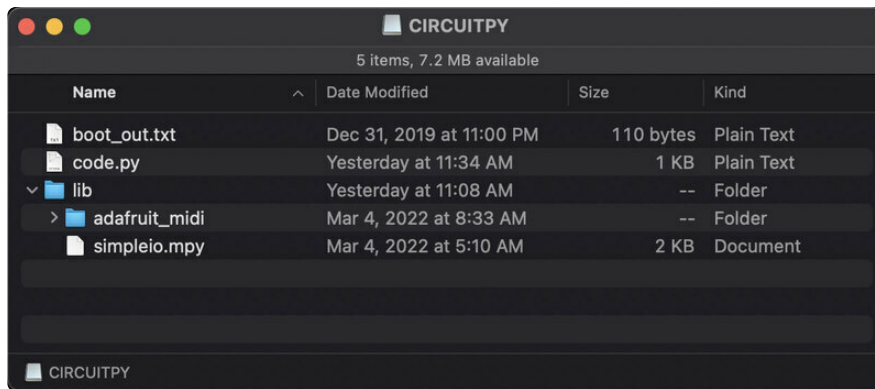 CIRCUITPY
5 items, 7.2 MB available
Name Date Modified Size Kind
boot_out.txt Dec 31, 2019 at 11:00 PM 110 bytes Plain Text
code.py Yesterday at 11:34 AM 1 KB Plain Text
lib Yesterday at 11:08 AM -- Folder
adafruit_midi Mar 4, 2022 at 8:33 AM -- Folder
simpleio.mpy Mar 4, 2022 at 5:10 AM 2 KB Document
CIRCUITPY